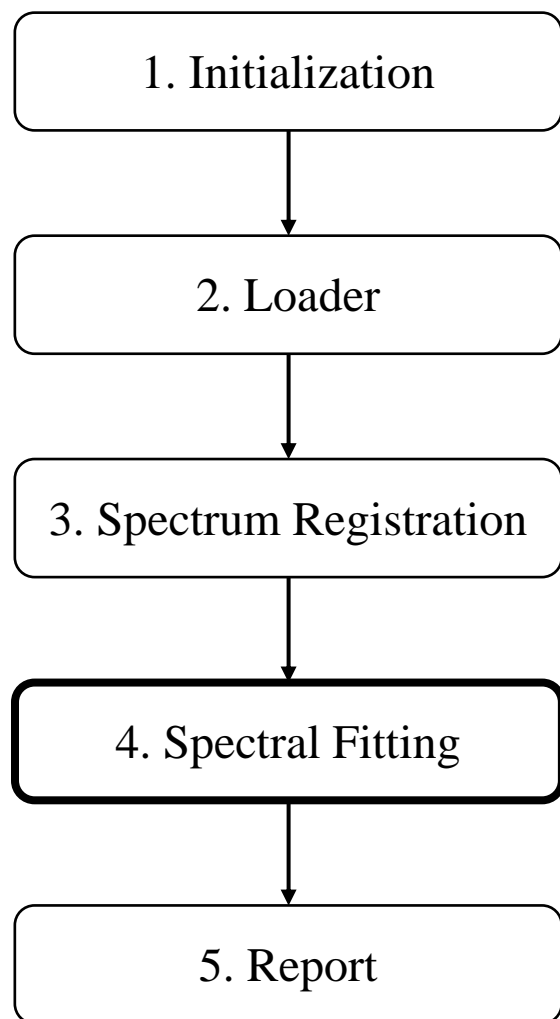 1. Initialization
2. Loader
3. Spectrum Registration
4. Spectral Fitting
5. Report